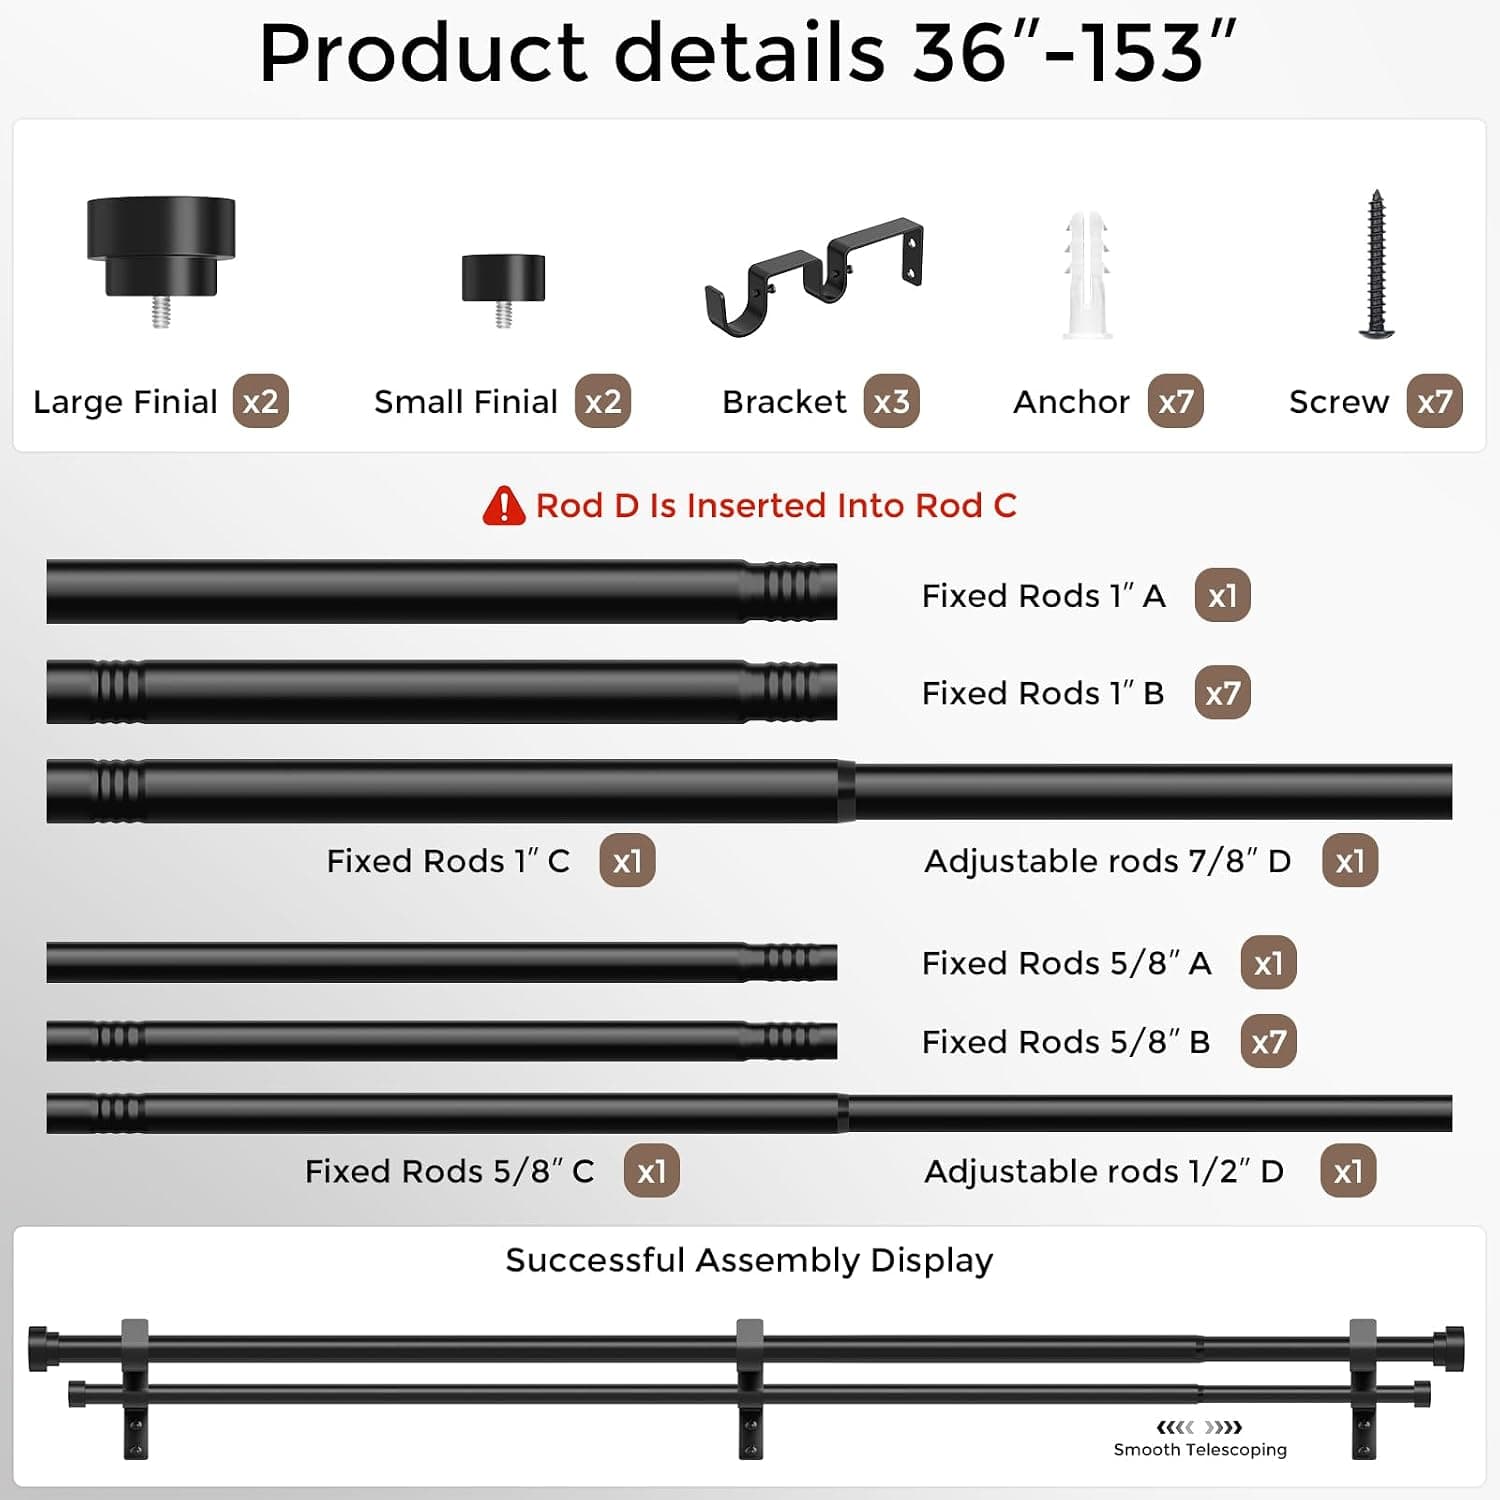 Product details 36"-153"
Large Finial x2
Small Finial x2
Bracket x3
Anchor x7
Screw x7
Rod D Is Inserted Into Rod C
Fixed Rods 1" A x1
Fixed Rods 1" B x7
Fixed Rods 1" C x1
Adjustable rods 7/8" D x1
Fixed Rods 5/8" A x1
Fixed Rods 5/8" B x7
Fixed Rods 5/8" C x1
Adjustable rods 1/2" D x1
Successful Assembly Display
Smooth Telescoping